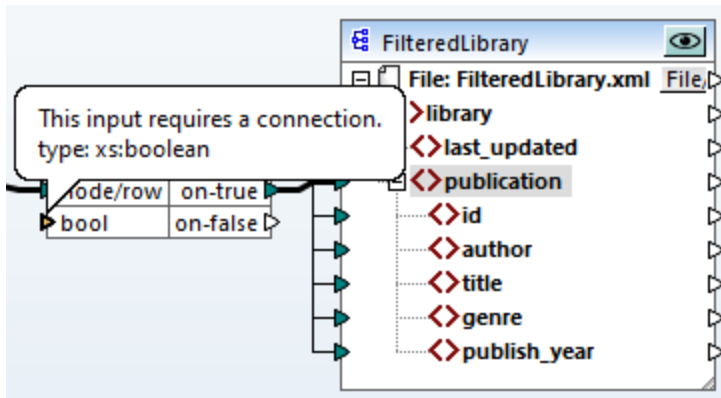 FilteredLibrary
File: FilteredLibrary.xml File/
library
This input requires a connection.
type: xs:boolean
last_updated
node/row on-true
publication
bool on-false
id
author
title
genre
publish_year